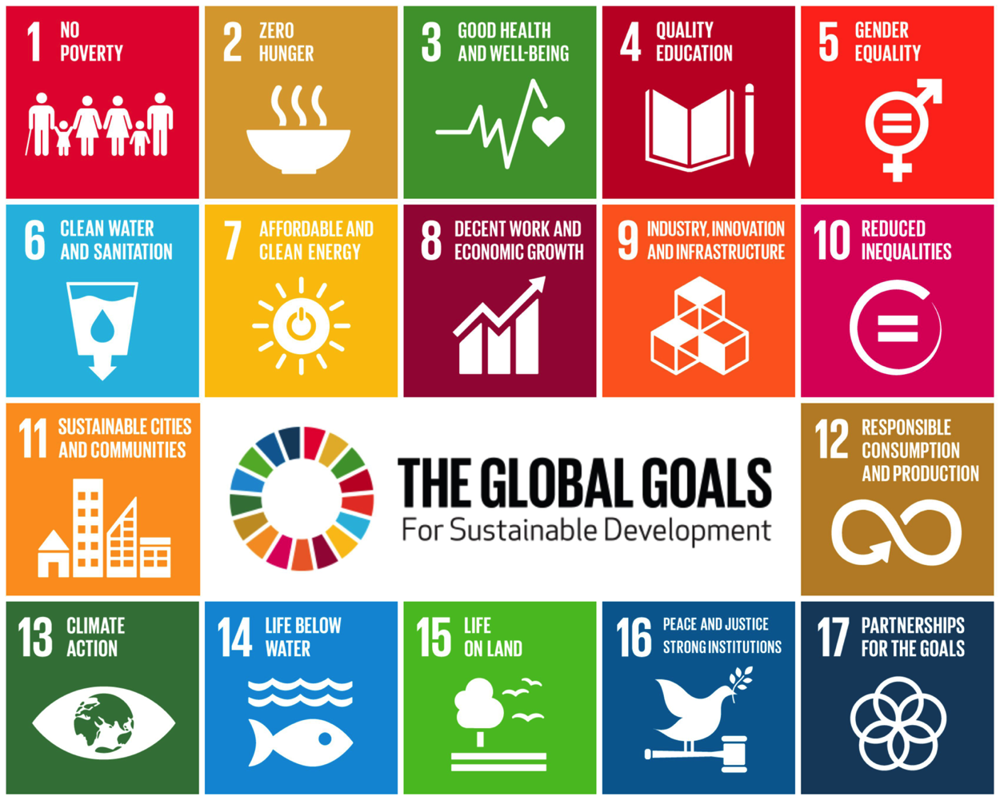 1 NO
POVERTY
2 ZERO
HUNGER
3 GOOD HEALTH
AND WELL-BEING
4 QUALITY
EDUCATION
5 GENDER
EQUALITY
6 CLEAN WATER
AND SANITATION
7 AFFORDABLE AND
CLEAN ENERGY
8 DECENT WORK AND
ECONOMIC GROWTH
9 INDUSTRY, INNOVATION
AND INFRASTRUCTURE
10 REDUCED
INEQUALITIES
11 SUSTAINABLE CITIES
AND COMMUNITIES
THE GLOBAL GOALS
For Sustainable Development
12 RESPONSIBLE
CONSUMPTION
AND PRODUCTION
13 CLIMATE
ACTION
14 LIFE BELOW
WATER
15 LIFE
ON LAND
16 PEACE AND JUSTICE
STRONG INSTITUTIONS
17 PARTNERSHIPS
FOR THE GOALS